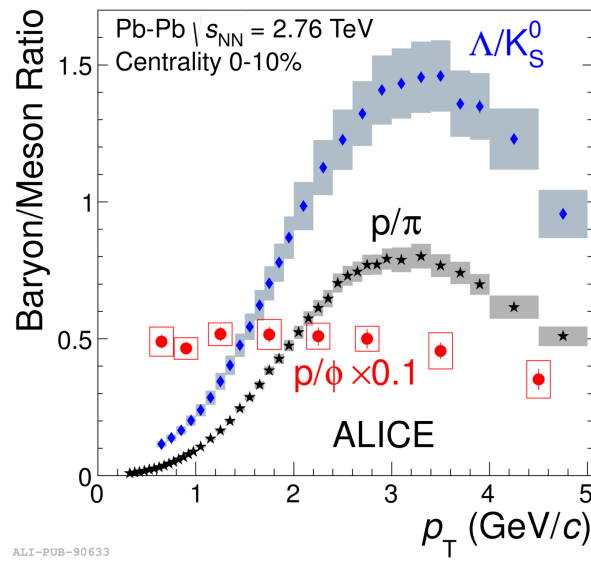 Pb-Pb √sNN = 2.76 TeV
Centrality 0-10%
Λ/K0S
p/π
p/ϕ ×0.1
ALICE
Baryon/Meson Ratio
1.5
1
0.5
0
0 1 2 3 4 5
pT (GeV/c)
ALI-PUB-90633